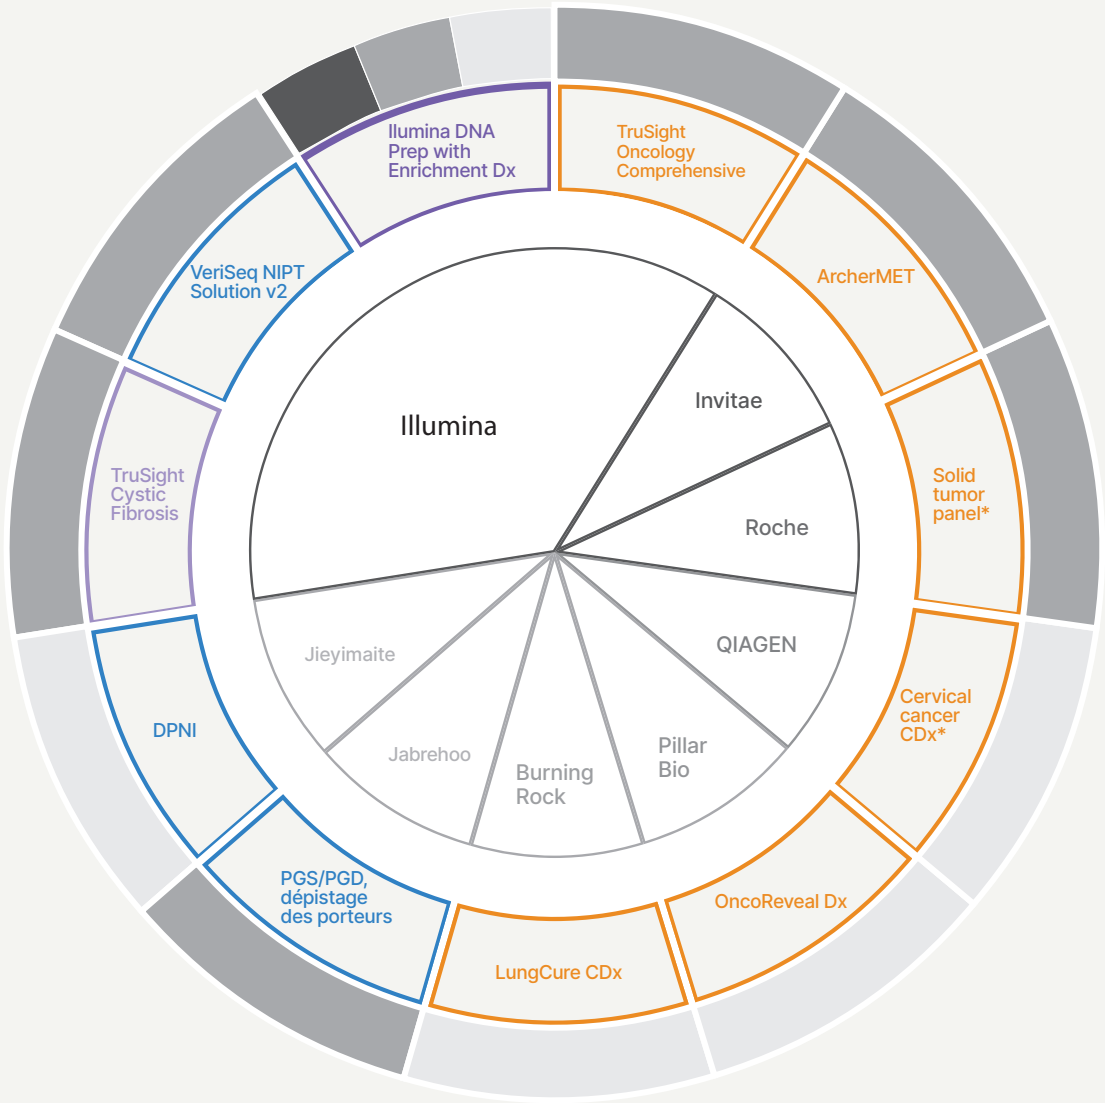 Ilumina DNA
Prep with
Enrichment Dx
TruSight
Oncology
Comprehensive
ArcherMET
VeriSeq NIPT
Solution v2
Illumina
Invitae
Roche
Solid
tumor
panel*
TruSight
Cystic
Fibrosis
QIAGEN
Jieyimaite
Cervical
cancer
CDx*
DPNI
Jabrehoo
Burning
Rock
Pillar
Bio
PGS/PGD,
dépistage
des porteurs
OncoReveal Dx
LungCure CDx